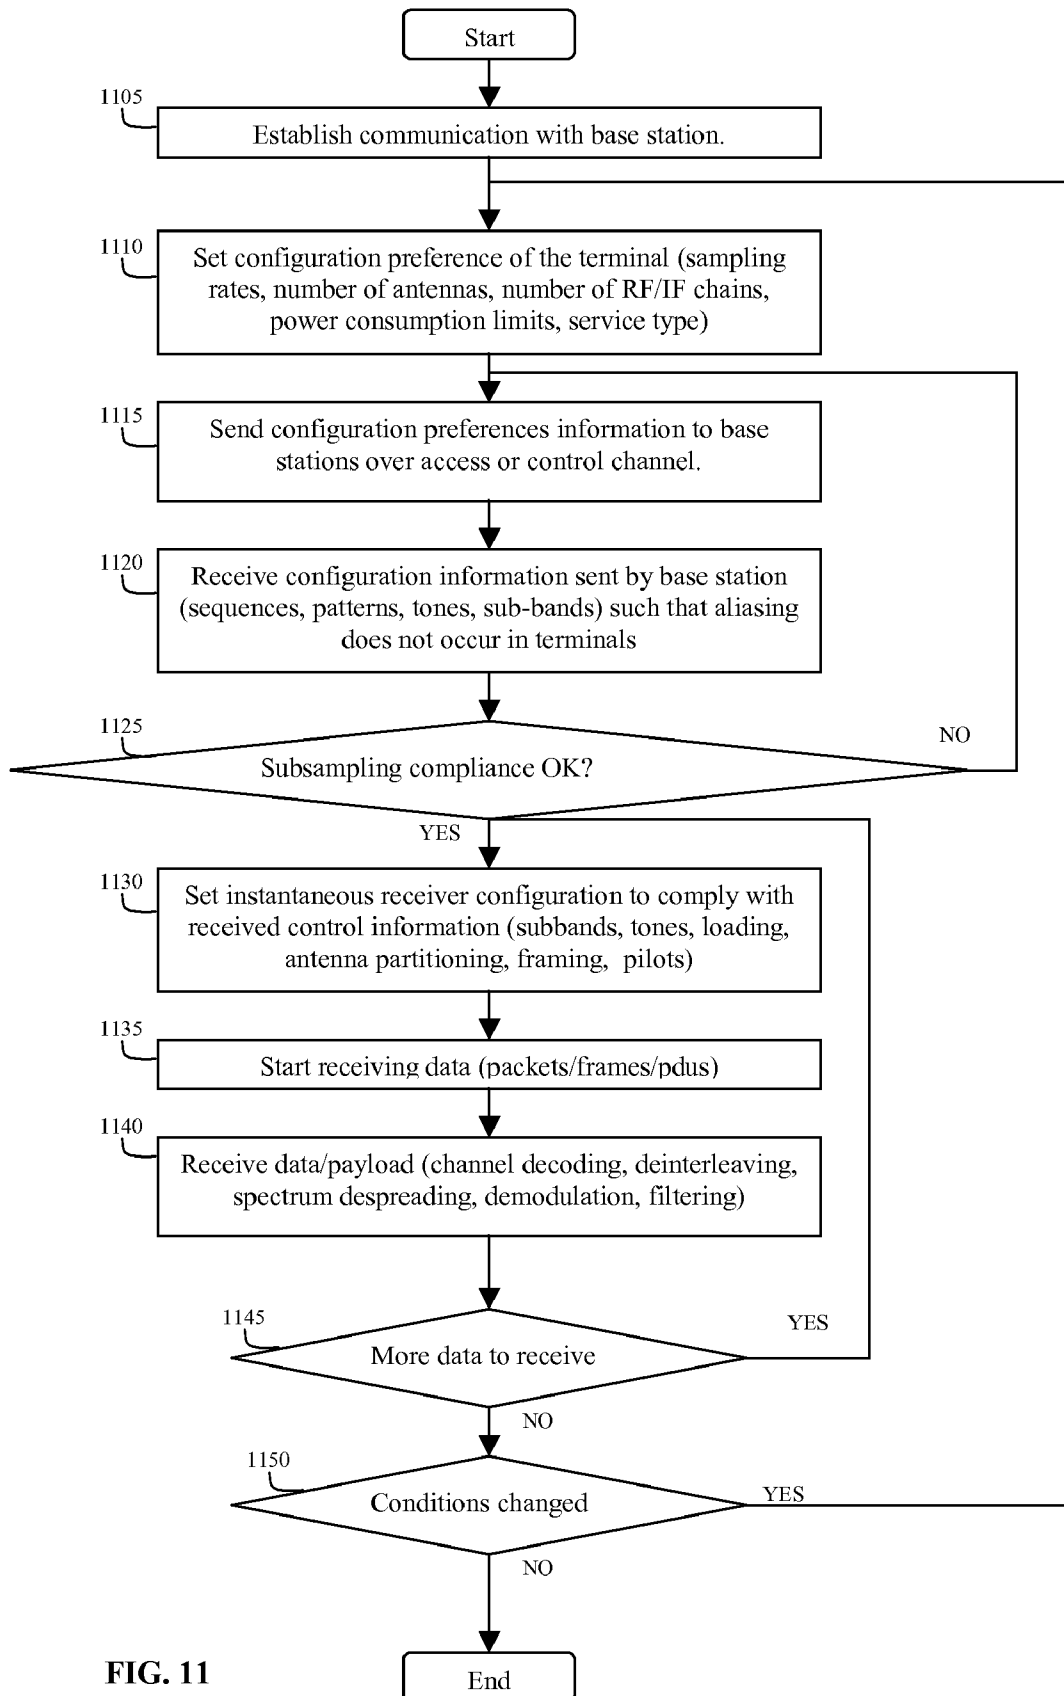 Start
1105
Establish communication with base station.
1110
Set configuration preference of the terminal (sampling
rates, number of antennas, number of RF/IF chains,
power consumption limits, service type)
1115
Send configuration preferences information to base
stations over access or control channel.
1120
Receive configuration information sent by base station
(sequences, patterns, tones, sub-bands) such that aliasing
does not occur in terminals
1125
NO
Subsampling compliance OK?
YES
1130
Set instantaneous receiver configuration to comply with
received control information (subbands, tones, loading,
antenna partitioning, framing, pilots)
1135
Start receiving data (packets/frames/pdus)
1140
Receive data/payload (channel decoding, deinterleaving,
spectrum despreading, demodulation, filtering)
1145
YES
More data to receive
NO
1150
YES
Conditions changed
NO
FIG. 11
End